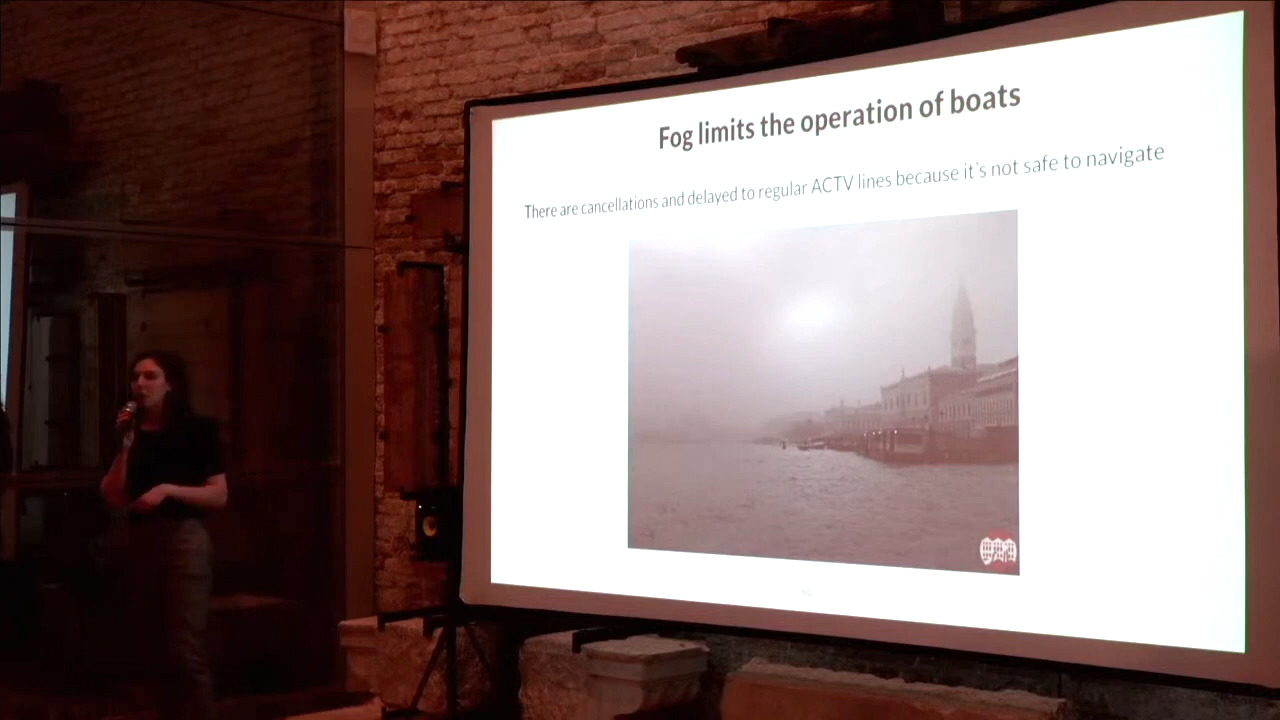 Fog limits the operation of boats
There are cancellations and delayed to regular ACTV lines because it's not safe to navigate